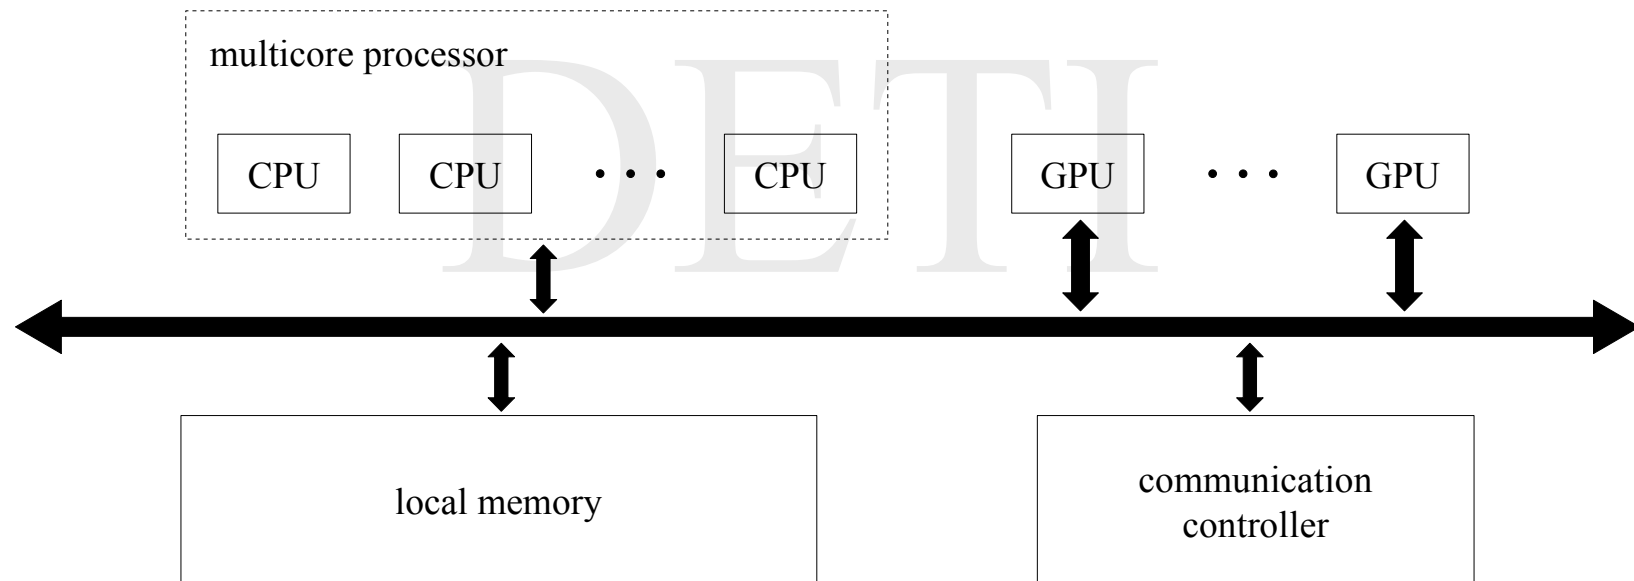 multicore processor
CPU CPU . . . CPU GPU . . . GPU
DETI
local memory
communication
controller